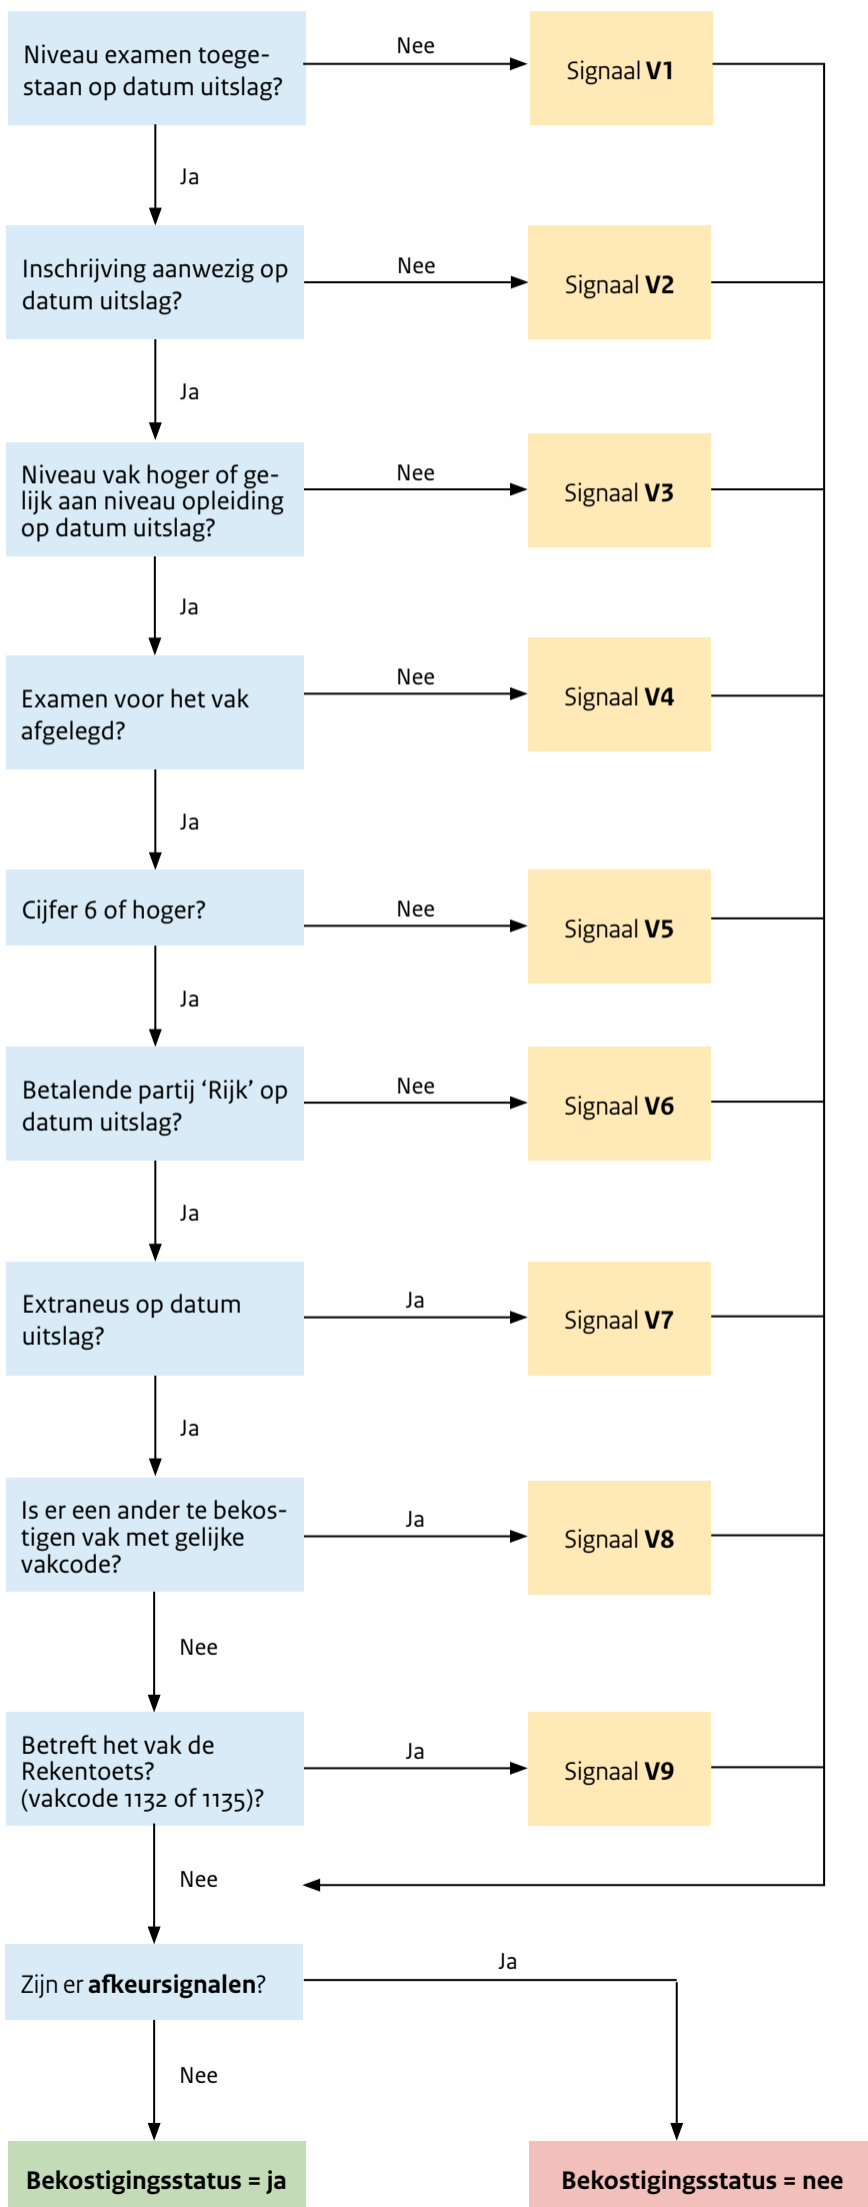 Niveau examen toege-
staan op datum uitslag?
Nee
Signaal V1
Ja
Inschrijving aanwezig op
datum uitslag?
Nee
Signaal V2
Ja
Niveau vak hoger of ge-
lijk aan niveau opleiding
op datum uitslag?
Nee
Signaal V3
Ja
Examen voor het vak
afgelegd?
Nee
Signaal V4
Ja
Cijfer 6 of hoger?
Nee
Signaal V5
Ja
Betalende partij ‘Rijk’ op
datum uitslag?
Nee
Signaal V6
Ja
Extraneus op datum
uitslag?
Ja
Signaal V7
Ja
Is er een ander te bekos-
tigen vak met gelijke
vakcode?
Ja
Signaal V8
Nee
Betreft het vak de
Rekentoets?
(vakcode 1132 of 1135)?
Ja
Signaal V9
Nee
Zijn er afkeursignalen?
Ja
Nee
Bekostigingsstatus = ja
Bekostigingsstatus = nee